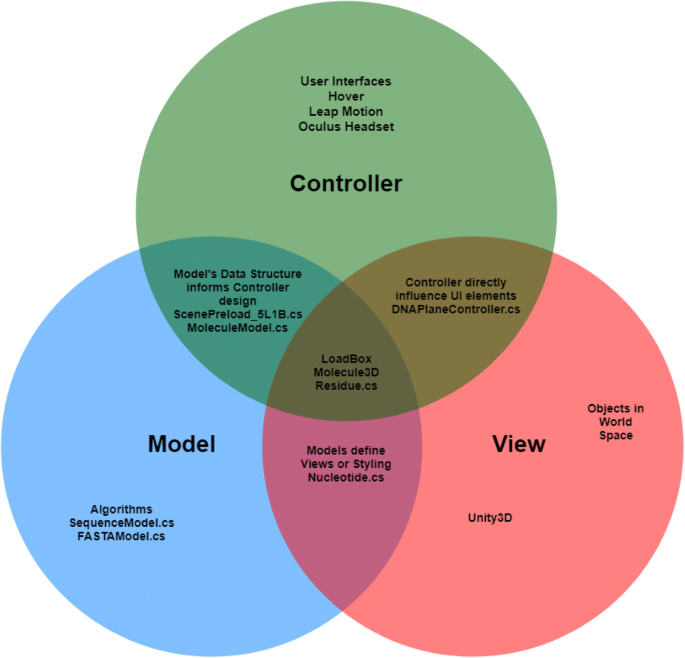 User Interfaces
Hover
Leap Motion
Oculus Headset
Controller
Model's Data Structure
informs Controller
design
ScenePreload_5L1B.cs
MoleculeModel.cs
Controller directly
influence UI elements
DNAPlaneController.cs
LoadBox
Molecule3D
Residue.cs
Model
Models define
Views or Styling
Nucleotide.cs
View
Objects in
World
Space
Algorithms
SequenceModel.cs
FASTAModel.cs
Unity3D